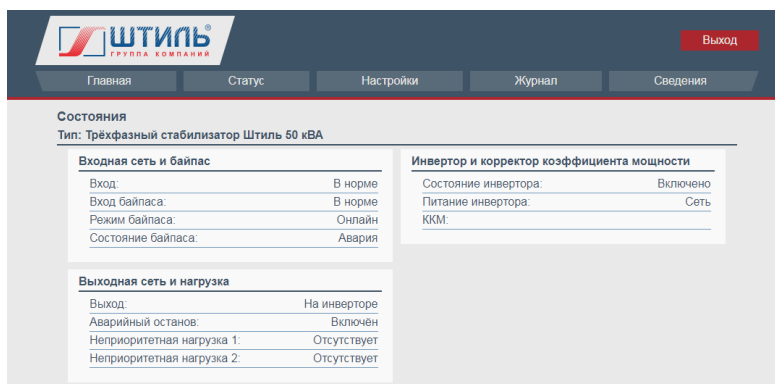 ШТИЛЬ®
ГРУППА КОМПАНИЙ
Выход
Главная Статус Настройки Журнал Сведения
Состояния
Тип: Трёхфазный стабилизатор Штиль 50 кВА
Входная сеть и байпас
Вход: В норме
Вход байпаса: В норме
Режим байпаса: Онлайн
Состояние байпаса: Авария
Инвертор и корректор коэффициента мощности
Состояние инвертора: Включено
Питание инвертора: Сеть
ККМ:
Выходная сеть и нагрузка
Выход: На инверторе
Аварийный останов: Включён
Неприоритетная нагрузка 1: Отсутствует
Неприоритетная нагрузка 2: Отсутствует